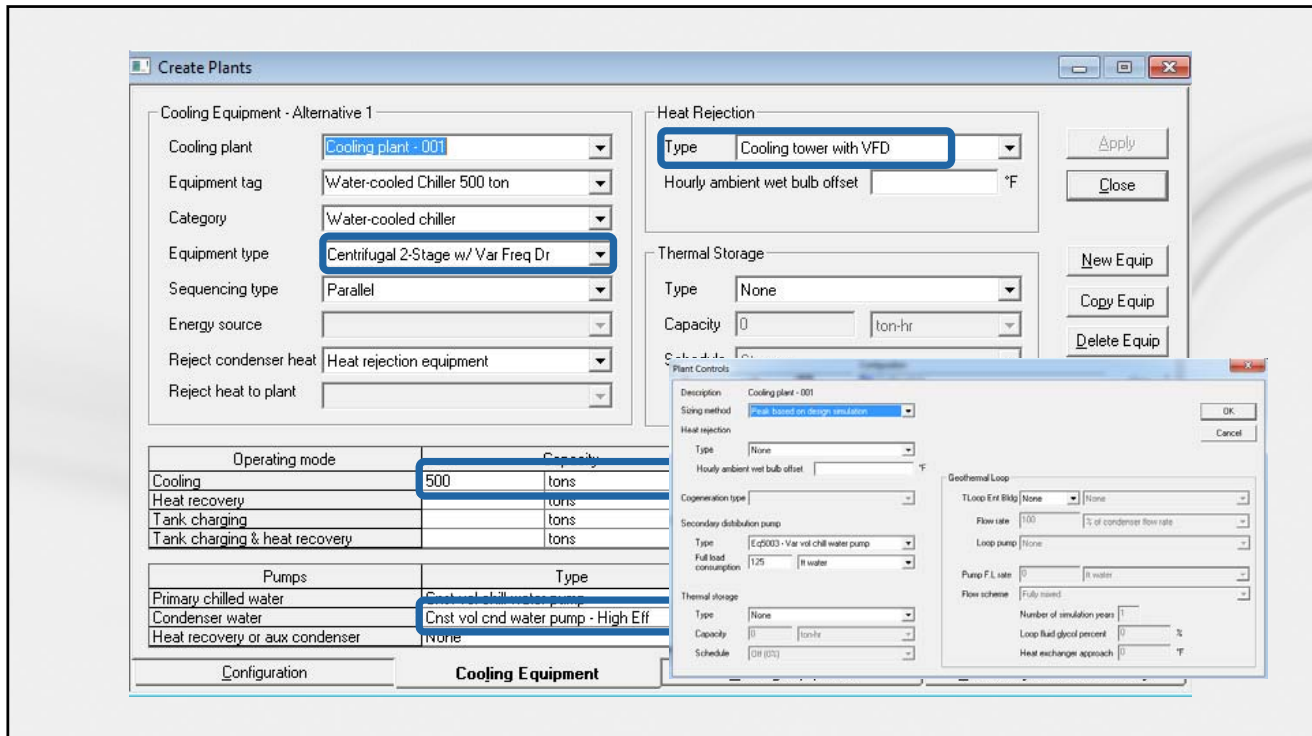 Create Plants
Cooling Equipment - Alternative 1
Cooling plant Cooling plant - 001
Equipment tag Water-cooled Chiller 500 ton
Category Water-cooled chiller
Equipment type Centrifugal 2-Stage w/ Var Freq Dr
Sequencing type Parallel
Energy source
Reject condenser heat Heat rejection equipment
Reject heat to plant
Heat Rejection
Type Cooling tower with VFD
Hourly ambient wet bulb offset °F
Thermal Storage
Type None
Capacity 0 ton-hr
Apply
Close
New Equip
Copy Equip
Delete Equip
Operating mode Capacity
Cooling 500 tons
Heat recovery tons
Tank charging tons
Tank charging & heat recovery tons
Pumps Type
Primary chilled water Cnst vol chill water pump
Condenser water Cnst vol cnd water pump - High Eff
Heat recovery or aux condenser None
Configuration
Cooling Equipment
Plant Controls
Description Cooling plant - 001
Sizing method Peak based on design simulation
Heat rejection
Type None
Hourly ambient wet bulb offset °F
Cogeneration type
Secondary distribution pump
Type Eq5003 - Var vol chill water pump
Full load
consumption 125 ft water
Thermal storage
Type None
Capacity 0 ton-hr
Schedule Off (0%)
OK
Cancel
Geothermal Loop
TLoop Ent Bldg None None
Flow rate 100 % of condenser flow rate
Loop pump None
Pump F.L rate 0 ft water
Flow scheme Fully mixed
Number of simulation years 1
Loop fluid glycol percent 0 %
Heat exchanger approach 0 °F